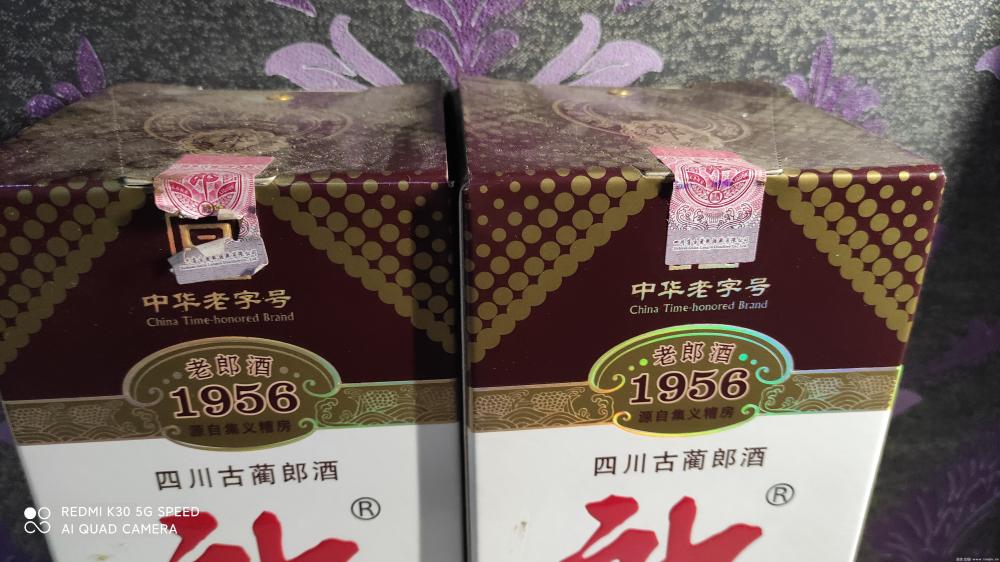 中华老字号
China Time-honored Brand
老郎酒
1956
源自集义糟房
四川古蔺郎酒
®
中华老字号
China Time-honored Brand
老郎酒
1956
源自集义糟房
四川古蔺郎酒
®
REDMI K30 5G SPEED
AI QUAD CAMERA